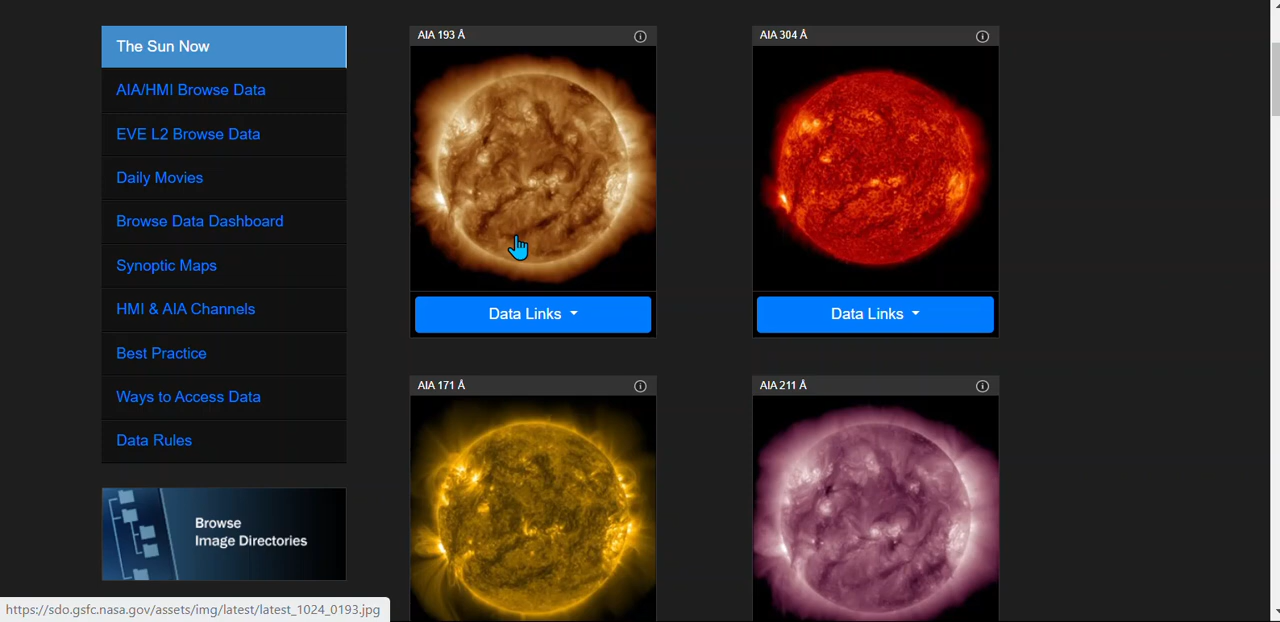 The Sun Now
AIA/HMI Browse Data
EVE L2 Browse Data
Daily Movies
Browse Data Dashboard
Synoptic Maps
HMI & AIA Channels
Best Practice
Ways to Access Data
Data Rules
Browse
Image Directories
AIA 193 Å
Data Links
AIA 304 Å
Data Links
AIA 171 Å
AIA 211 Å
https://sdo.gsfc.nasa.gov/assets/img/latest/latest_1024_0193.jpg